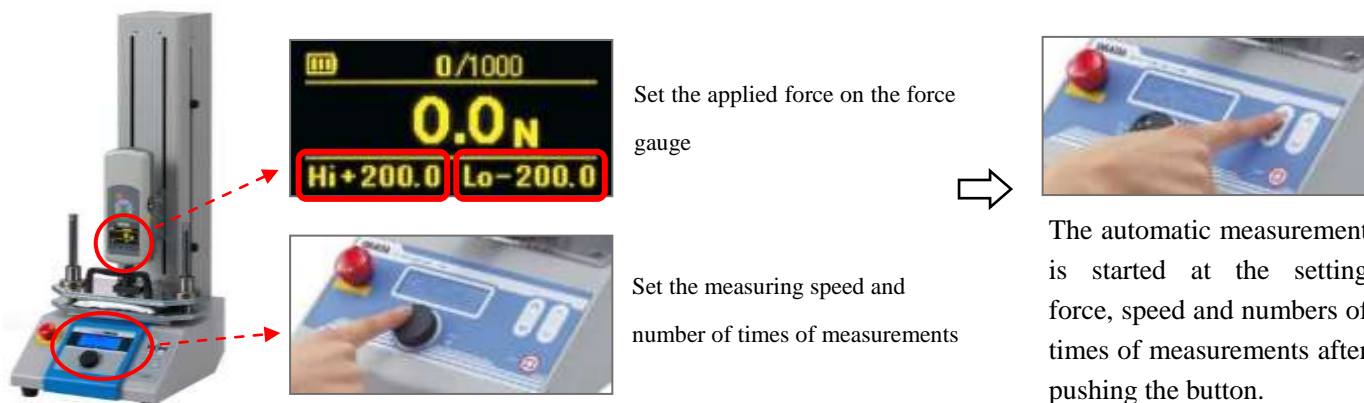 0/1000
0.0 N
Hi+200.0 Lo-200.0
Set the applied force on the force
gauge
Set the measuring speed and
number of times of measurements
The automatic measurement
is started at the setting
force, speed and numbers of
times of measurements after
pushing the button.